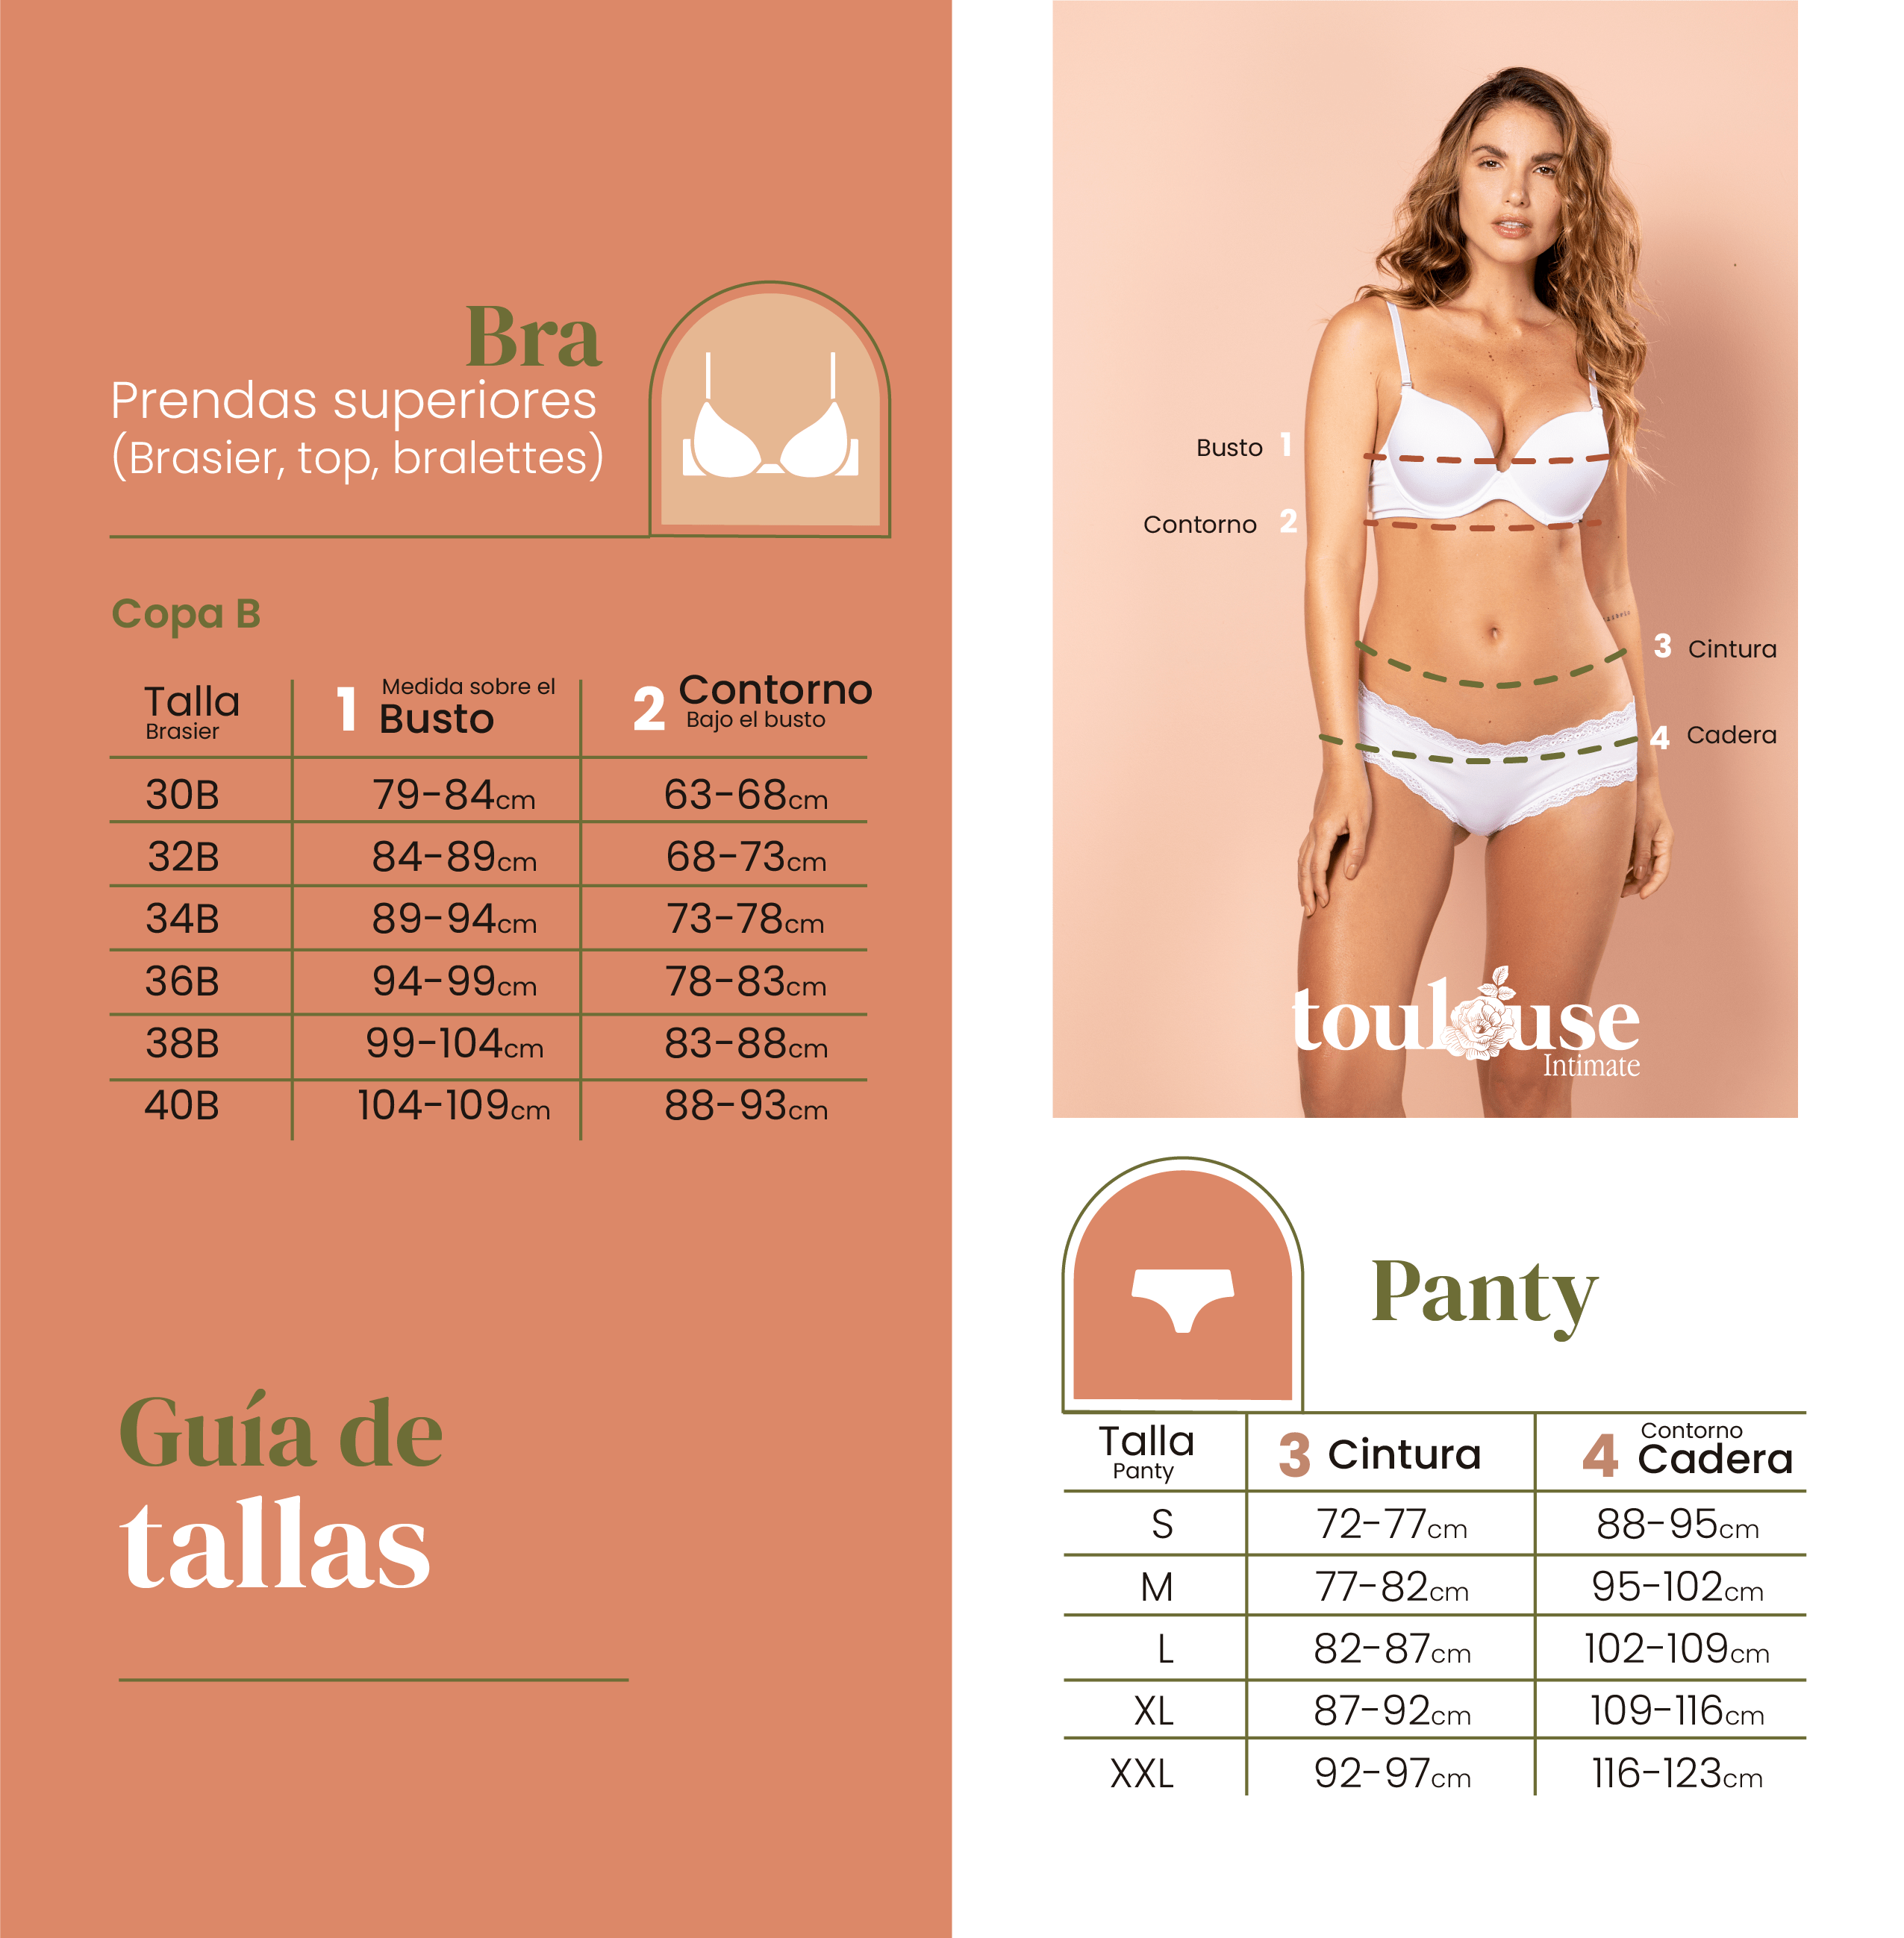 Bra
Prendas superiores
(Brasier, top, bralettes)
Copa B
Talla
Brasier
1 Medida sobre el
Busto
2 Contorno
Bajo el busto
30B 79-84cm 63-68cm
32B 84-89cm 68-73cm
34B 89-94cm 73-78cm
36B 94-99cm 78-83cm
38B 99-104cm 83-88cm
40B 104-109cm 88-93cm
Guía de
tallas
Busto 1
Contorno 2
3 Cintura
4 Cadera
toulouse
Intimate
Panty
Talla
Panty
3 Cintura
4 Contorno
Cadera
S 72-77cm 88-95cm
M 77-82cm 95-102cm
L 82-87cm 102-109cm
XL 87-92cm 109-116cm
XXL 92-97cm 116-123cm